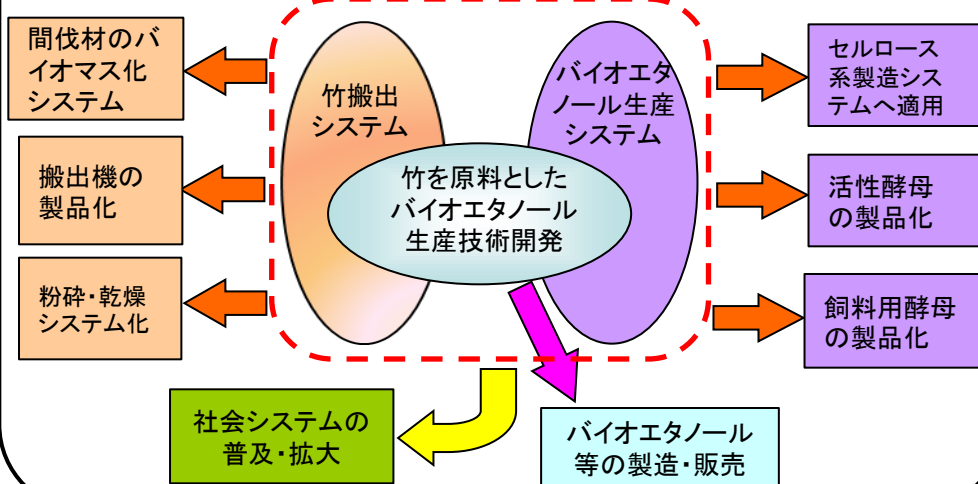 間伐材のバ
イオマス化
システム
搬出機の
製品化
粉砕・乾燥
システム化
竹搬出
システム
バイオエタ
ノール生産
システム
竹を原料とした
バイオエタノール
生産技術開発
セルロース
系製造シス
テムへ適用
活性酵母
の製品化
飼料用酵母
の製品化
社会システムの
普及・拡大
バイオエタノール
等の製造・販売